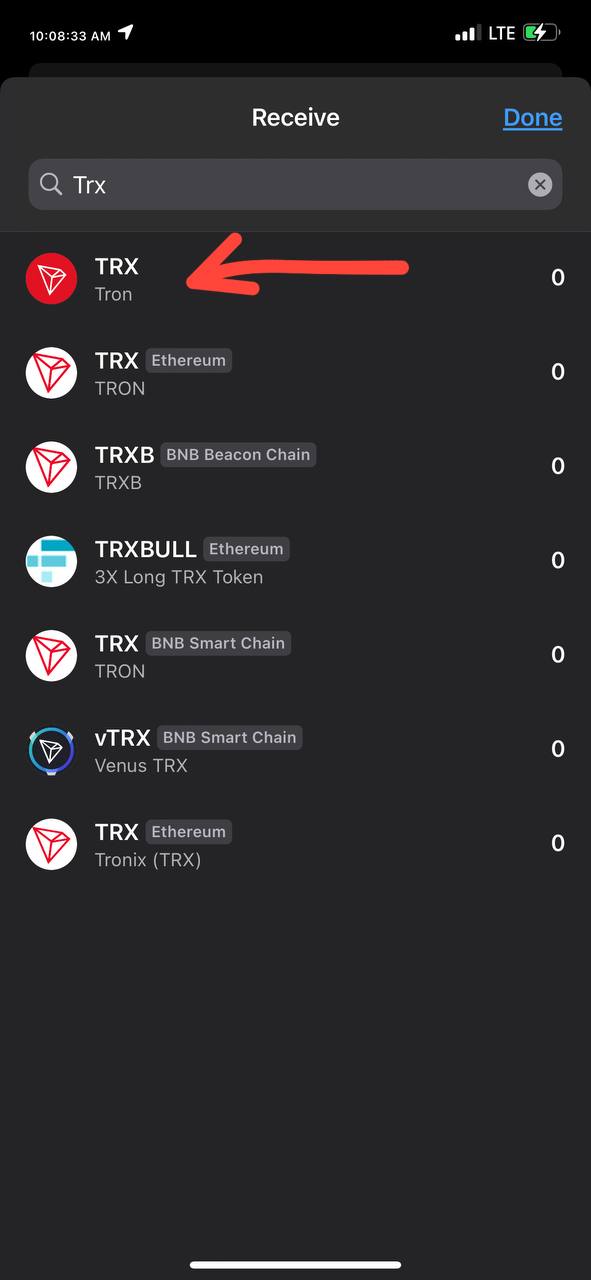 10:08:33 AM
LTE
Receive
Done
Trx
TRX
Tron
0
TRX Ethereum
TRON
0
TRXB BNB Beacon Chain
TRXB
0
TRXBULL Ethereum
3X Long TRX Token
0
TRX BNB Smart Chain
TRON
0
vTRX BNB Smart Chain
Venus TRX
0
TRX Ethereum
Tronix (TRX)
0